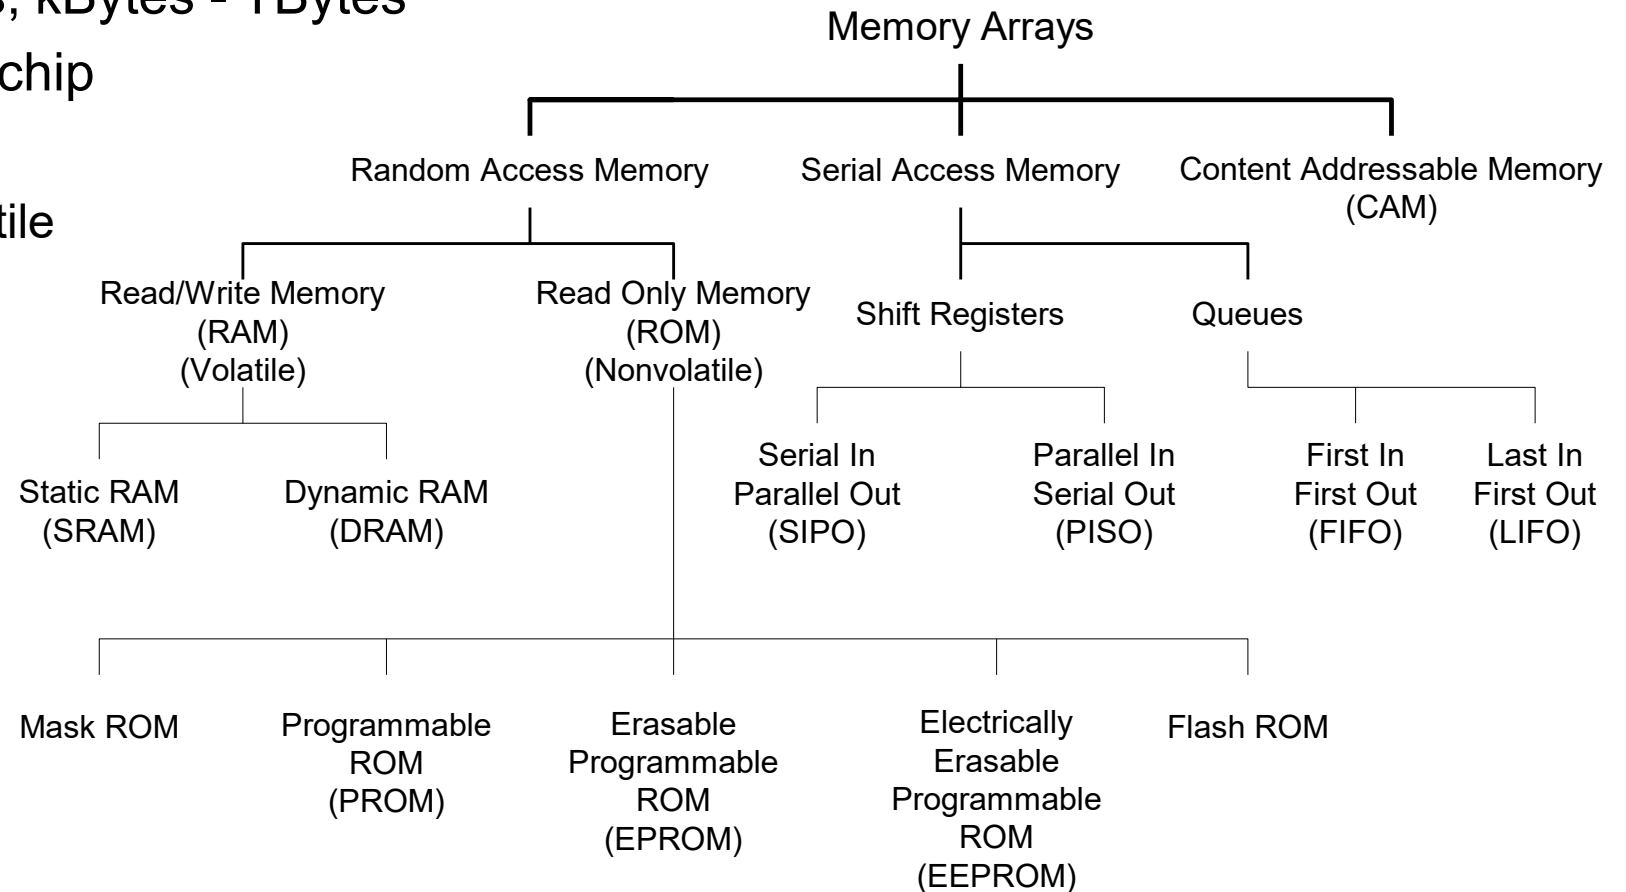 kBytes - TBytes
chip
Memory Arrays
Random Access Memory
Serial Access Memory
Content Addressable Memory
(CAM)
Read/Write Memory
(RAM)
(Volatile)
Read Only Memory
(ROM)
(Nonvolatile)
Shift Registers
Queues
Static RAM
(SRAM)
Dynamic RAM
(DRAM)
Serial In
Parallel Out
(SIPO)
Parallel In
Serial Out
(PISO)
First In
First Out
(FIFO)
Last In
First Out
(LIFO)
Mask ROM
Programmable
ROM
(PROM)
Erasable
Programmable
ROM
(EPROM)
Electrically
Erasable
Programmable
ROM
(EEPROM)
Flash ROM